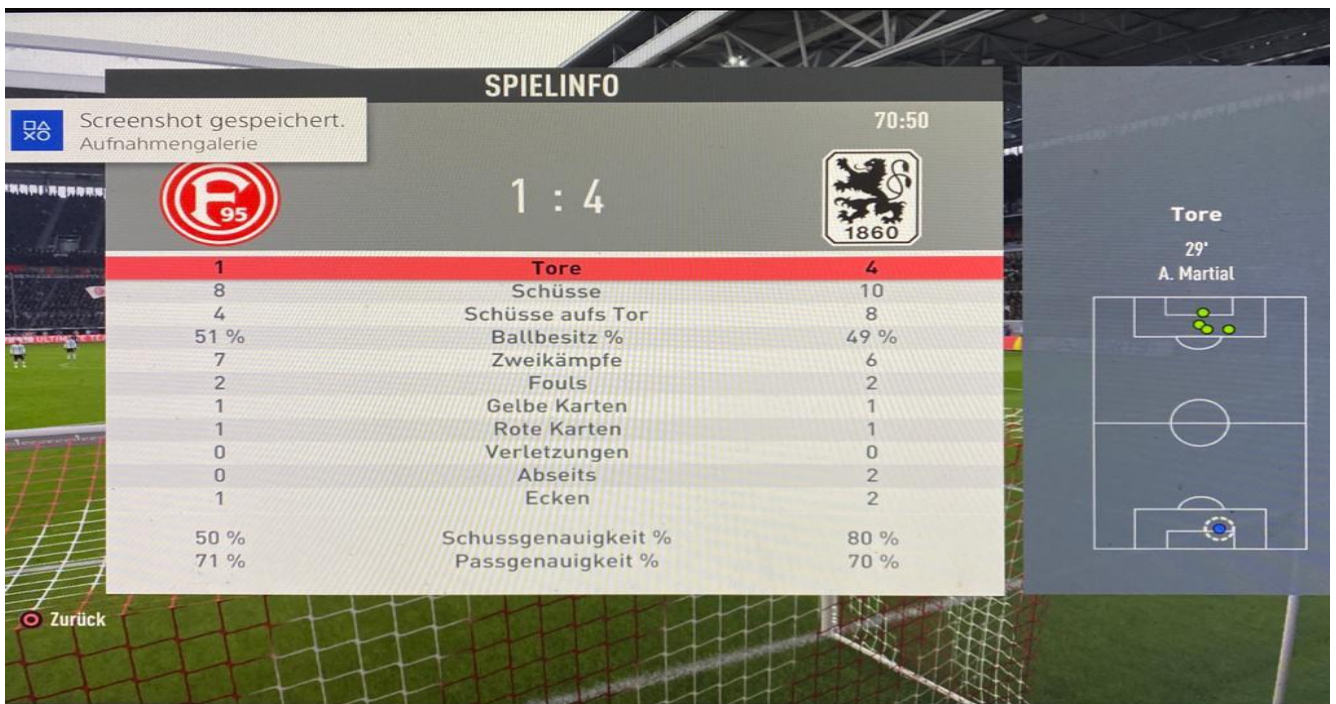 SPIELINFO
Screenshot gespeichert.
Aufnahmengalerie
70:50
F
95
1 : 4
1860
1 Tore 4
8 Schüsse 10
4 Schüsse aufs Tor 8
51 % Ballbesitz % 49 %
7 Zweikämpfe 6
2 Fouls 2
1 Gelbe Karten 1
1 Rote Karten 1
0 Verletzungen 0
0 Abseits 2
1 Ecken 2
50 % Schussgenauigkeit % 80 %
71 % Passgenauigkeit % 70 %
Tore
29'
A. Martial
Zurück